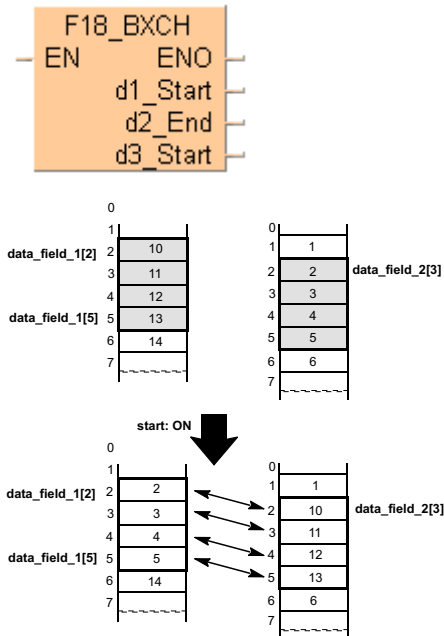 F18_BXCH
EN ENO
d1_Start
d2_End
d3_Start
0
1
data_field_1[2] 2 10
3 11
4 12
data_field_1[5] 5 13
6 14
7
0
1 1
2 2 data_field_2[3]
3 3
4 4
5 5
6 6
7
start: ON
0
1
data_field_1[2] 2 2
3 3
4 4
data_field_1[5] 5 5
6 14
7
0
1 1
2 10 data_field_2[3]
3 11
4 12
5 13
6 6
7